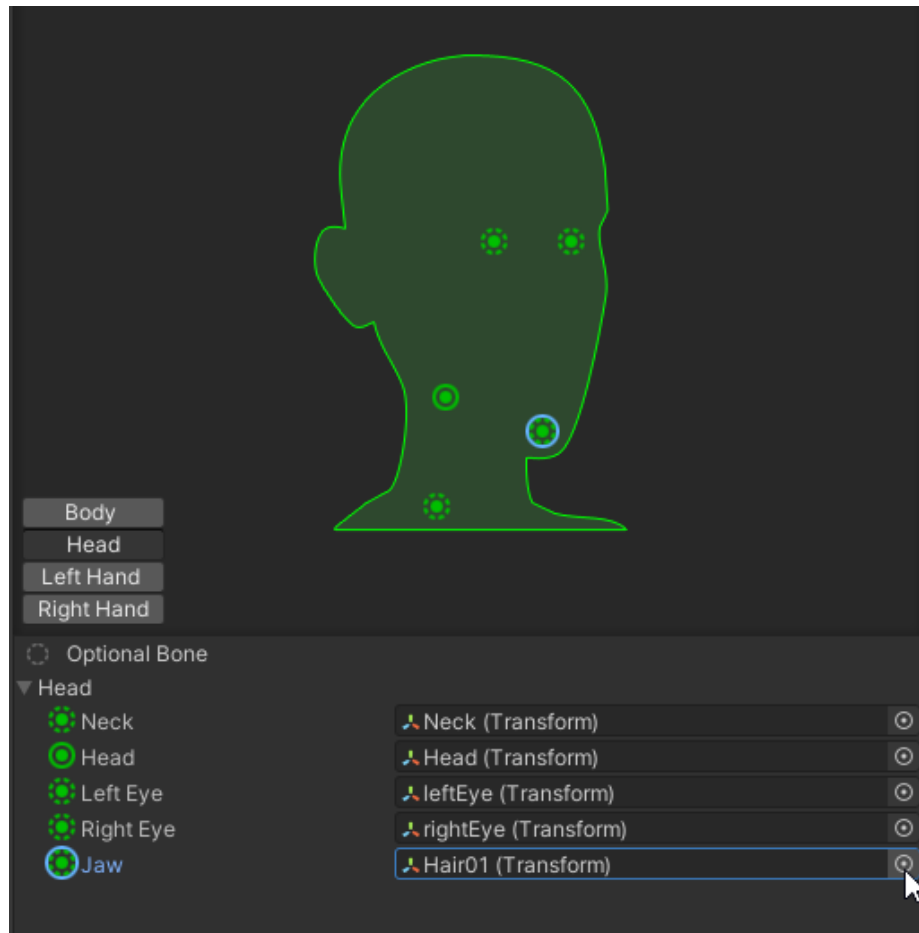 Body
Head
Left Hand
Right Hand
Optional Bone
Head
Neck Neck (Transform)
Head Head (Transform)
Left Eye leftEye (Transform)
Right Eye rightEye (Transform)
Jaw Hair01 (Transform)